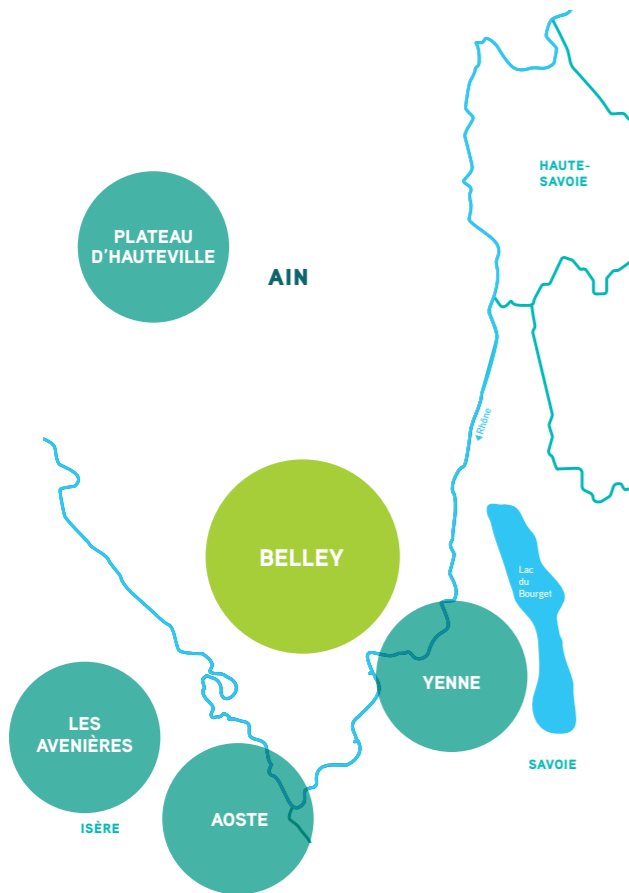 HAUTE-
SAVOIE
PLATEAU
D'HAUTEVILLE
AIN
Rhône
BELLEY
Lac
du
Bourget
YENNE
LES
AVENIÈRES
SAVOIE
AOSTE
ISÈRE